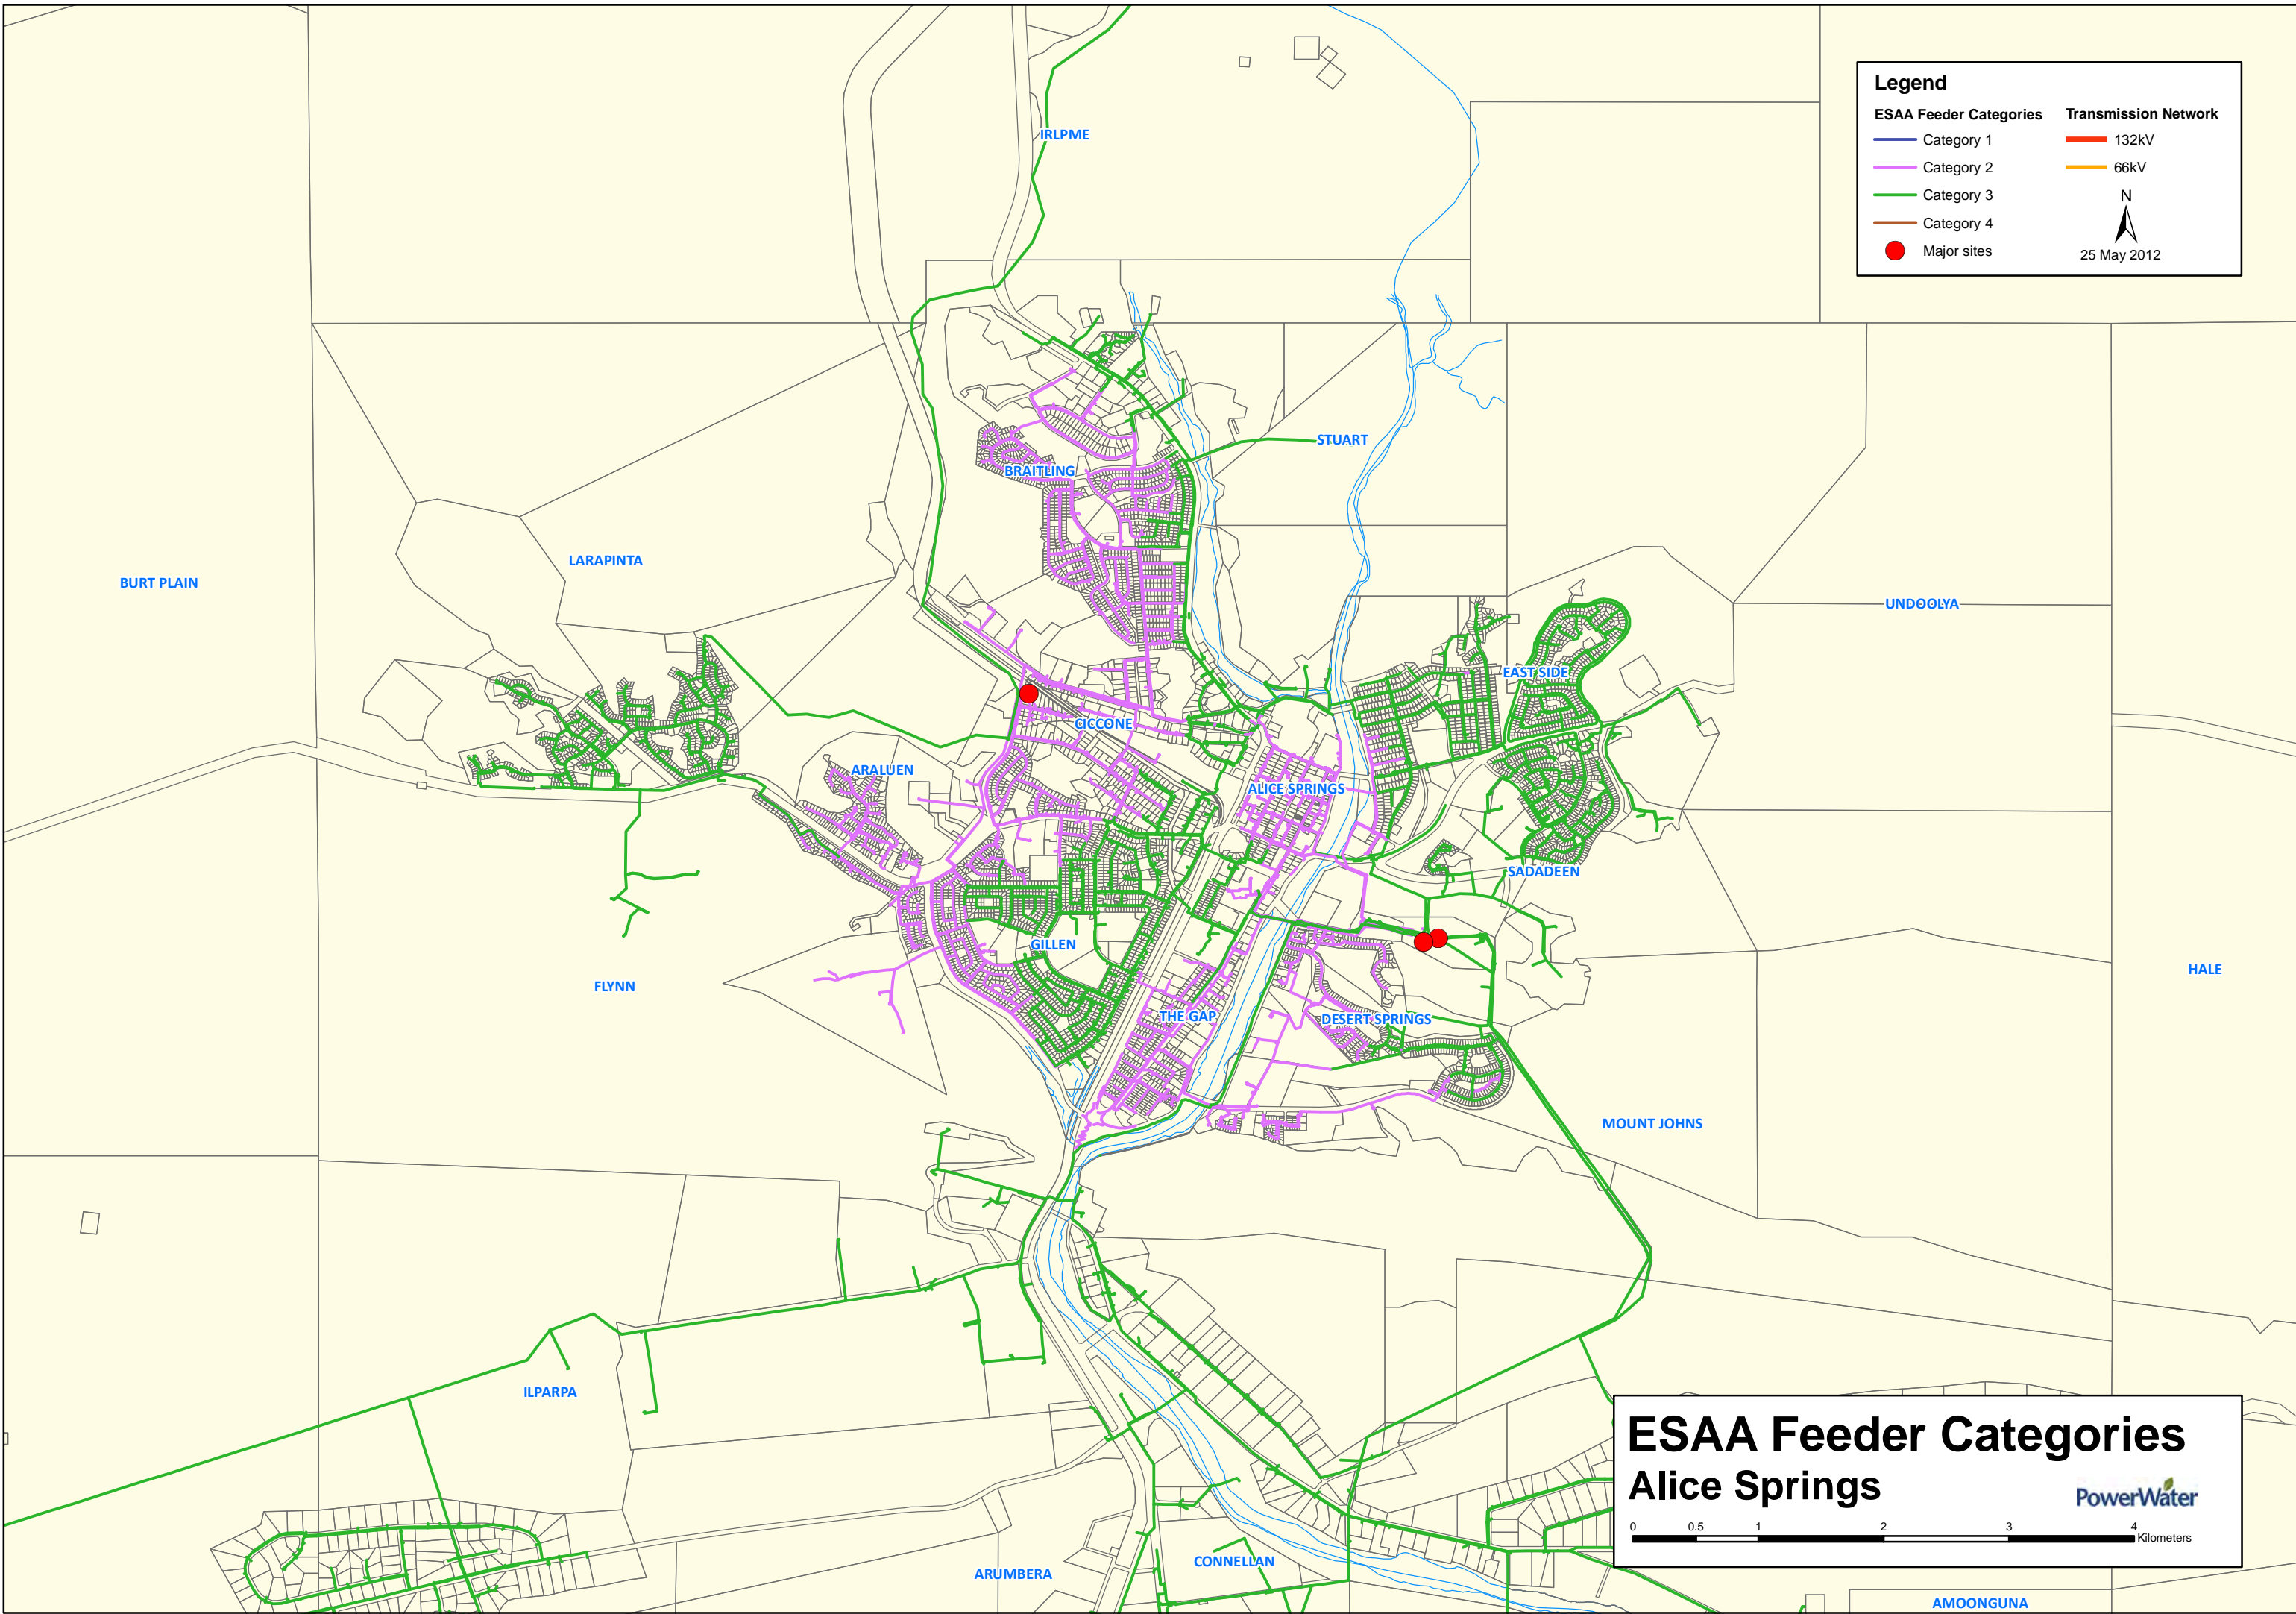 Legend
ESAA Feeder Categories Transmission Network
Category 1 132kV
Category 2 66kV
Category 3 N
Category 4
Major sites 25 May 2012
IRLPME
STUART
BRAITLING
LARAPINTA
BURT PLAIN
UNDOOLYA
EAST SIDE
CICCONE
ARALUEN
ALICE SPRINGS
SADADEEN
GILLEN
HALE
FLYNN
THE GAP
DESERT SPRINGS
MOUNT JOHNS
ILPARPA
ESAA Feeder Categories
Alice Springs
PowerWater
0 0.5 1 2 3 4
Kilometers
CONNELLAN
ARUMBERA
AMOONGUNA